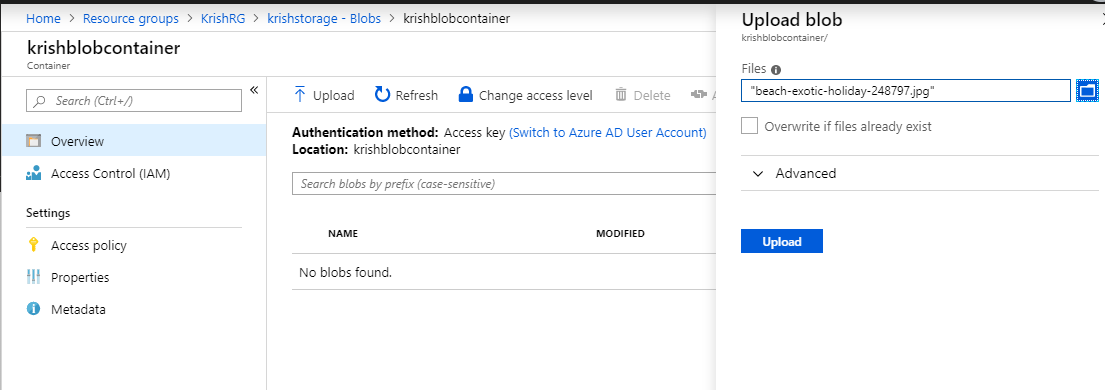 Home > Resource groups > KrishRG > krishstorage - Blobs > krishblobcontainer
krishblobcontainer
Container
Search (Ctrl+/)
Overview
Access Control (IAM)
Settings
Access policy
Properties
Metadata
Upload Refresh Change access level Delete
Authentication method: Access key (Switch to Azure AD User Account)
Location: krishblobcontainer
Search blobs by prefix (case-sensitive)
NAME MODIFIED
No blobs found.
Upload blob
krishblobcontainer/
Files
"beach-exotic-holiday-248797.jpg"
Overwrite if files already exist
Advanced
Upload